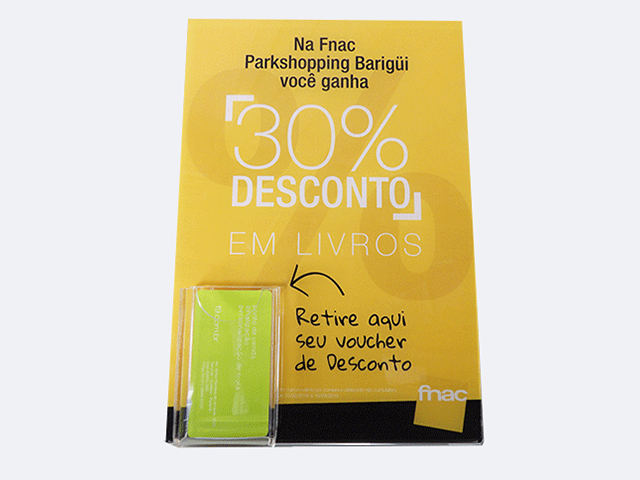 Na Fnac
Parkshopping Barigüi
você ganha
30%
DESCONTO
EM LIVROS
Retire aqui
seu voucher
de Desconto
fnac